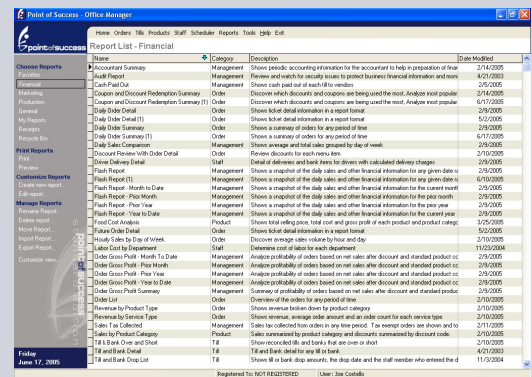 Point of Success - Office Manager
Home Orders Tills Products Staff Scheduler Reports Tools Help Exit
pointofsuccess
Report List - Financial
Choose Reports
Favorites
Financial
Marketing
Production
General
My Reports
Receipts
Recycle Bin
Print Reports
Print
Preview
Customize Reports
Create new report...
Edit report...
Manage Reports
Rename Report...
Delete report...
Move Report...
Import Report...
Export Report...
Customize view...
Friday
June 17, 2005
Name Category Description Date Modified
Accountant Summary Management Shows periodic accounting information for the accountant to help in preparation of finan 2/14/2005
Audit Report Management Review and watch for security issues to protect business financial information and moni 4/21/2003
Cash Paid Out Management Shows cash paid out of each till to vendors 2/5/2005
Coupon and Discount Redemption Summary Order Discover which discounts and coupons are being used the most, Analyze most popular 2/14/2005
Coupon and Discount Redemption Summary (1) Order Discover which discounts and coupons are being used the most, Analyze most popular 6/17/2005
Daily Order Detail Order Shows ticket detail information in a report format 2/9/2005
Daily Order Detail (1) Order Shows ticket detail information in a report format 5/2/2005
Daily Order Summary Order Shows a summary of orders for any period of time 2/9/2005
Daily Order Summary (1) Order Shows a summary of orders for any period of time 6/17/2005
Daily Sales Comparison Management Shows average and total sales grouped by day of week 2/9/2005
Discount Review With Order Detail Order Review discounts for each menu item 2/10/2005
Driver Delivery Detail Staff Detail of deliveries and bank items for drivers with calculated delivery charges 2/9/2005
Flash Report Management Shows a snapshot of the daily sales and other financial information for any given date ra 2/9/2005
Flash Report (1) Management Shows a snapshot of the daily sales and other financial information for any given date ra 6/10/2005
Flash Report - Month to Date Management Shows a snapshot of the daily sales and other financial information for the current month 2/9/2005
Flash Report - Prior Month Management Shows a snapshot of the daily sales and other financial information for the prior month 2/9/2005
Flash Report - Prior Year Management Shows a snapshot of the daily sales and other financial information for the prior year 2/9/2005
Flash Report - Year to Date Management Shows a snapshot of the daily sales and other financial information for the current year 2/9/2005
Food Cost Analysis Product Shows total selling price, total cost and gross profit of each product and product catego 3/25/2005
Future Order Detail Order Shows ticket detail information in a report format 5/2/2005
Hourly Sales by Day of Week Order Discover average sales volume by hour and day 2/10/2005
Labor Cost by Department Staff Determine cost of labor for each department 11/23/2004
Order Gross Profit - Month To Date Management Analyze profitability of orders based on net sales after discount and standard product co 2/9/2005
Order Gross Profit - Prior Month Management Analyze profitability of orders based on net sales after discount and standard product co 2/9/2005
Order Gross Profit - Prior Year Management Analyze profitability of orders based on net sales after discount and standard product co 2/9/2005
Order Gross Profit - Year to Date Management Analyze profitability of orders based on net sales after discount and standard product co 2/9/2005
Order Gross Profit Summary Management Summary of profitability of orders based on net sales after discount and standard produc 2/9/2005
Order List Order Overview of the orders for any period of time 2/10/2005
Revenue by Product Type Order Shows revenue broken down by product category 2/10/2005
Revenue by Service Type Order Shows revenue, average order amount and an order count for each service type 2/10/2005
Sales Tax Collected Management Sales tax collected from orders in any time period. Tax exempt orders are shown and to 2/11/2005
Sales by Product Category Product Sales summarized by product category and discounts summarized by discount code. 2/10/2005
Till & Bank Over and Short Till Show reconciled tills and banks that are over or short 2/10/2005
Till and Bank Detail Till Till and Bank detail for any till or bank 4/21/2003
Till and Bank Drop List Till Shows till or bank drop amounts, the drop date and the staff member who entered the d 11/3/2004
Registered To: NOT REGISTERED User: Joe Costello